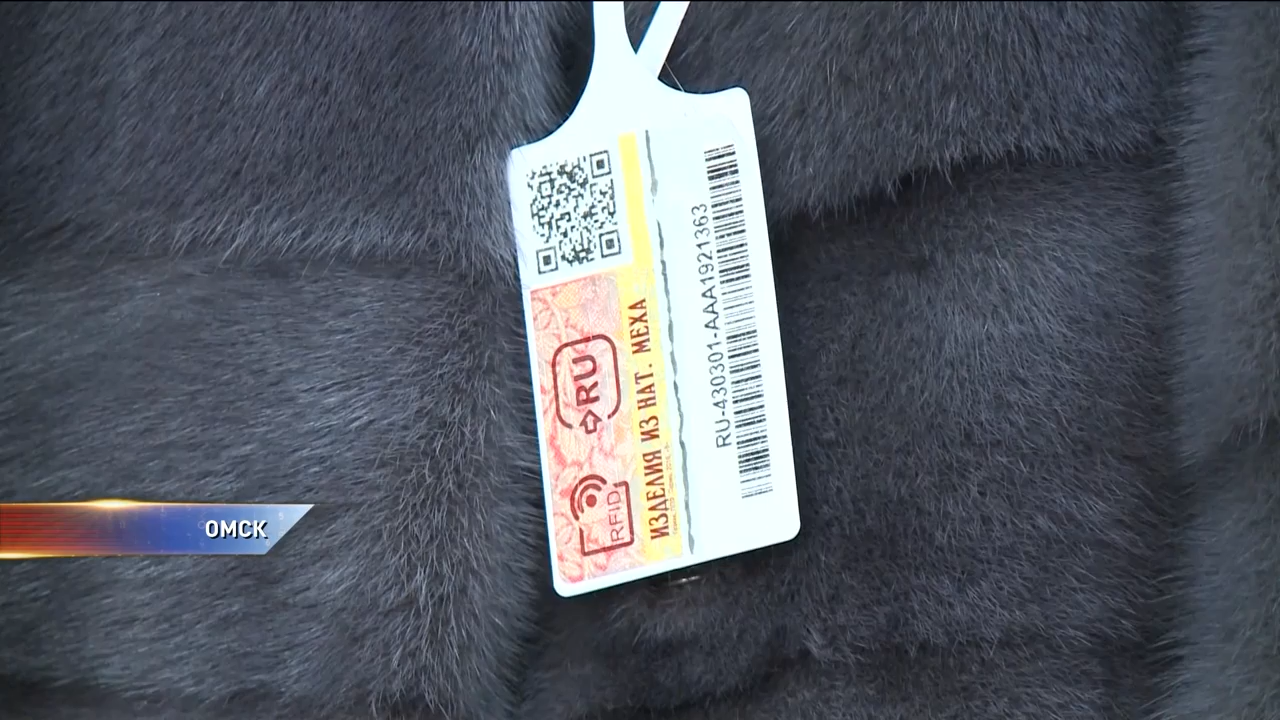 RFID
RU
ИЗДЕЛИЯ ИЗ НАТ. МЕХА
RU-430301-AAA1921363
ОМСК